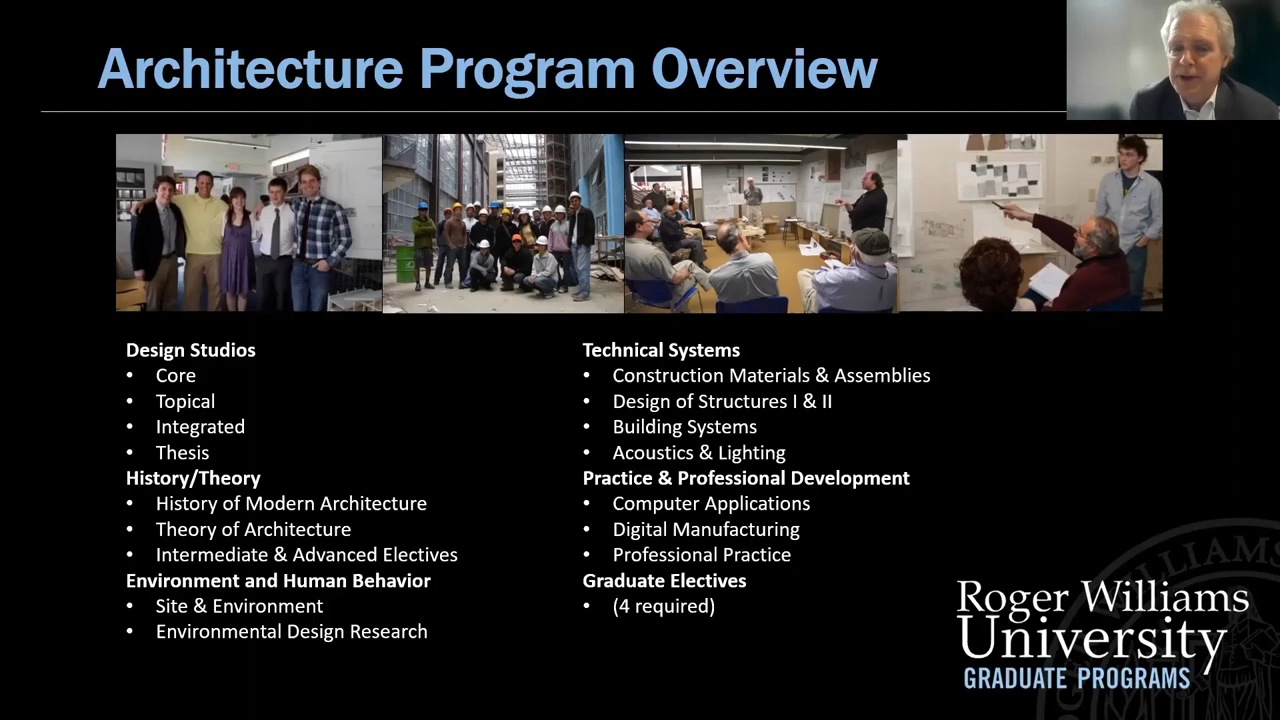 Architecture Program Overview
Design Studios
• Core
• Topical
• Integrated
• Thesis
History/Theory
• History of Modern Architecture
• Theory of Architecture
• Intermediate & Advanced Electives
Environment and Human Behavior
• Site & Environment
• Environmental Design Research
Technical Systems
• Construction Materials & Assemblies
• Design of Structures I & II
• Building Systems
• Acoustics & Lighting
Practice & Professional Development
• Computer Applications
• Digital Manufacturing
• Professional Practice
Graduate Electives
• (4 required)
WILLIAMS
Roger Williams
University
GRADUATE PROGRAMS